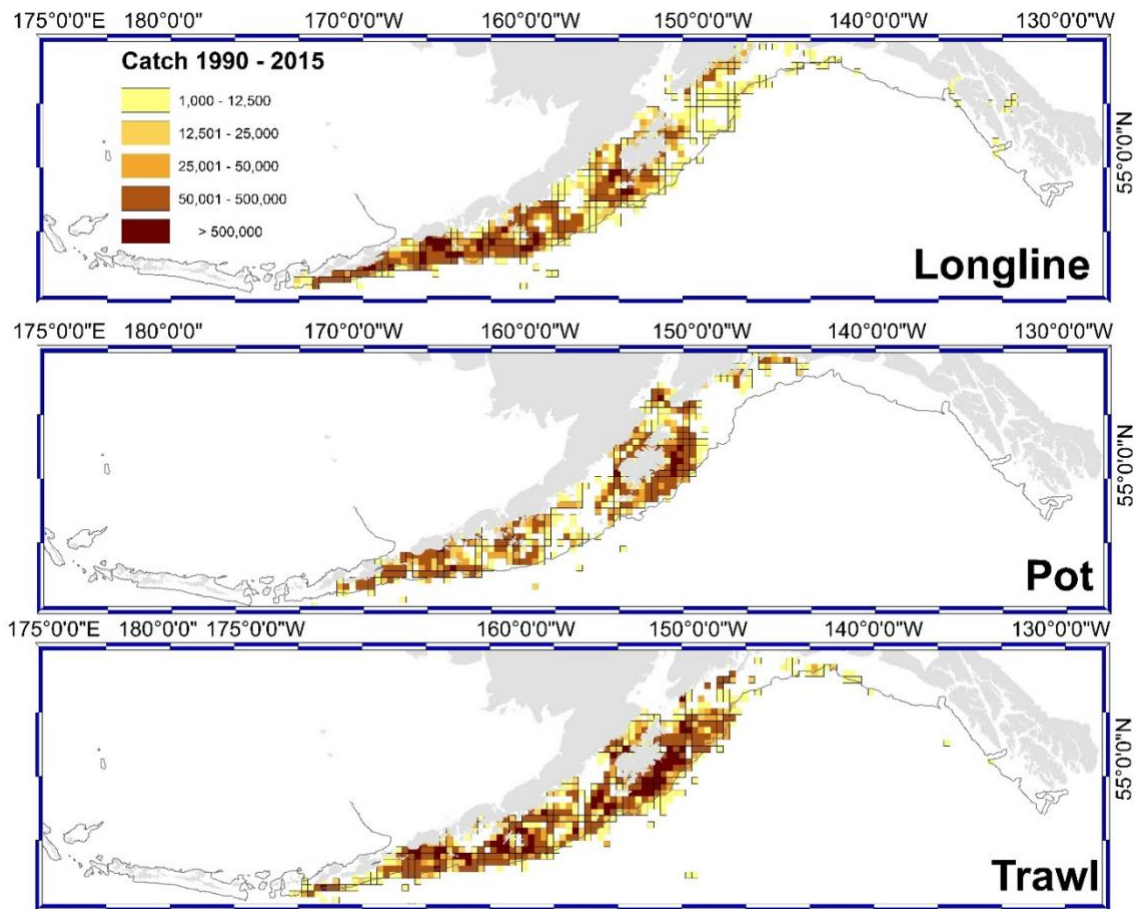 175°0'0"E 180°0'0" 170°0'0"W 160°0'0"W 150°0'0"W 140°0'0"W 130°0'0"W
Catch 1990 - 2015
1,000 - 12,500
12,501 - 25,000
25,001 - 50,000
50,001 - 500,000
> 500,000
55°0'0"N
Longline
175°0'0"E 180°0'0" 170°0'0"W 160°0'0"W 150°0'0"W 140°0'0"W 130°0'0"W
55°0'0"N
Pot
175°0'0"E 180°0'0" 175°0'0"W 160°0'0"W 150°0'0"W 140°0'0"W 130°0'0"W
55°0'0"N
Trawl